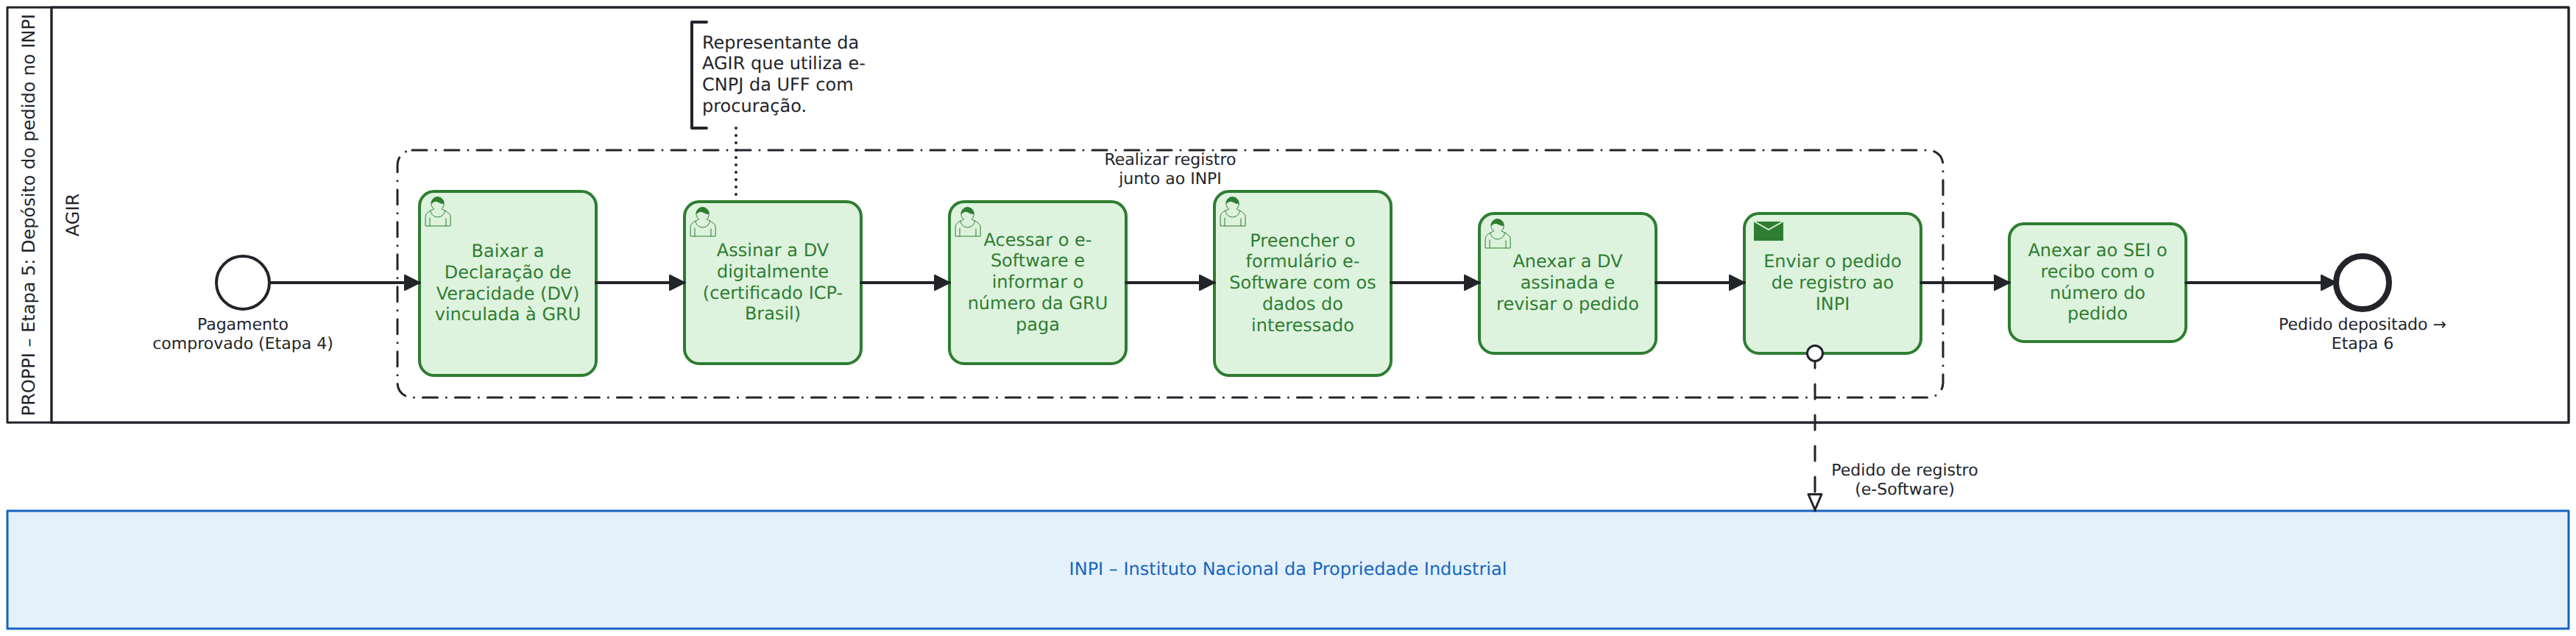 PROPPI – Etapa 5: Depósito do pedido no INPI
AGIR
Representante da
AGIR que utiliza e-
CNPJ da UFF com
procuração.
Realizar registro
junto ao INPI
Pagamento
comprovado (Etapa 4)
Baixar a
Declaração de
Veracidade (DV)
vinculada à GRU
Assinar a DV
digitalmente
(certificado ICP-
Brasil)
Acessar o e-
Software e
informar o
número da GRU
paga
Preencher o
formulário e-
Software com os
dados do
interessado
Anexar a DV
assinada e
revisar o pedido
Enviar o pedido
de registro ao
INPI
Anexar ao SEI o
recibo com o
número do
pedido
Pedido depositado →
Etapa 6
Pedido de registro
(e-Software)
INPI – Instituto Nacional da Propriedade Industrial